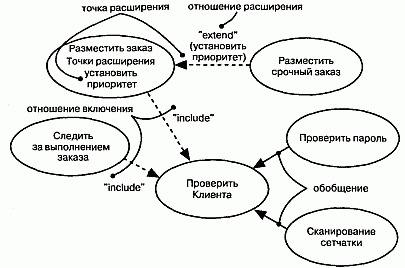 точка расширения
отношение расширения
"extend"
(установить
приоритет)
Разместить заказ
Точки расширения
установить
приоритет
Разместить
срочный заказ
отношение включения
"include"
Следить
за выполнением
заказа
"include"
Проверить
Клиента
Проверить пароль
обобщение
Сканирование
сетчатки